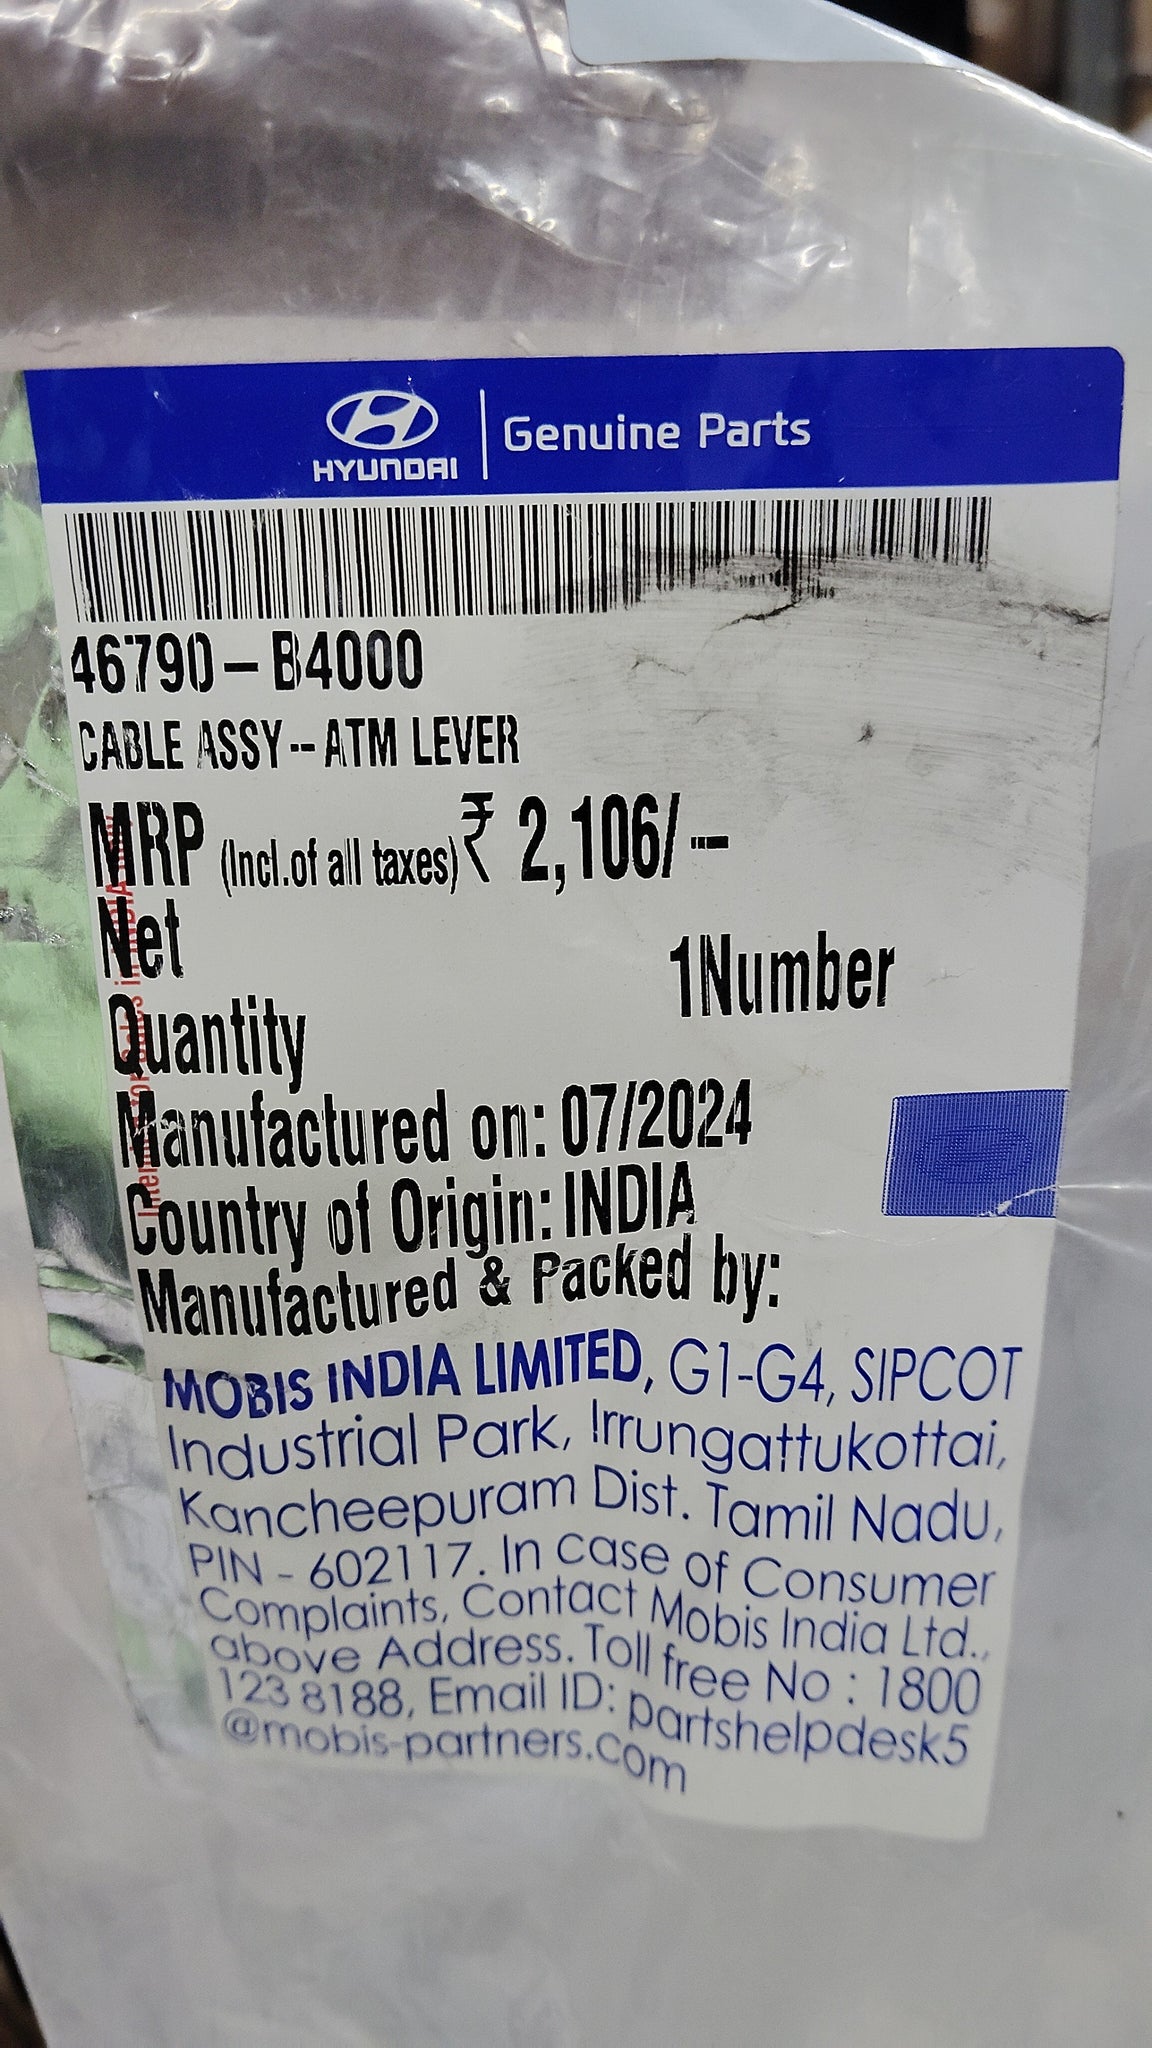 HYUNDAI
Genuine Parts
46790-B4000
CABLE ASSY--ATM LEVER
MRP (Incl.of all taxes) ₹ 2,106/--
Net
Quantity
1Number
Manufactured on: 07/2024
Country of Origin: INDIA
Manufactured & Packed by:
MOBIS INDIA LIMITED, G1-G4, SIPCOT
Industrial Park, Irrungattukottai,
Kancheepuram Dist. Tamil Nadu,
PIN - 602117. In case of Consumer
Complaints, Contact Mobis India Ltd.,
above Address. Toll free No : 1800
123 8188, Email ID: partshelpdesk5
@mobis-partners.com